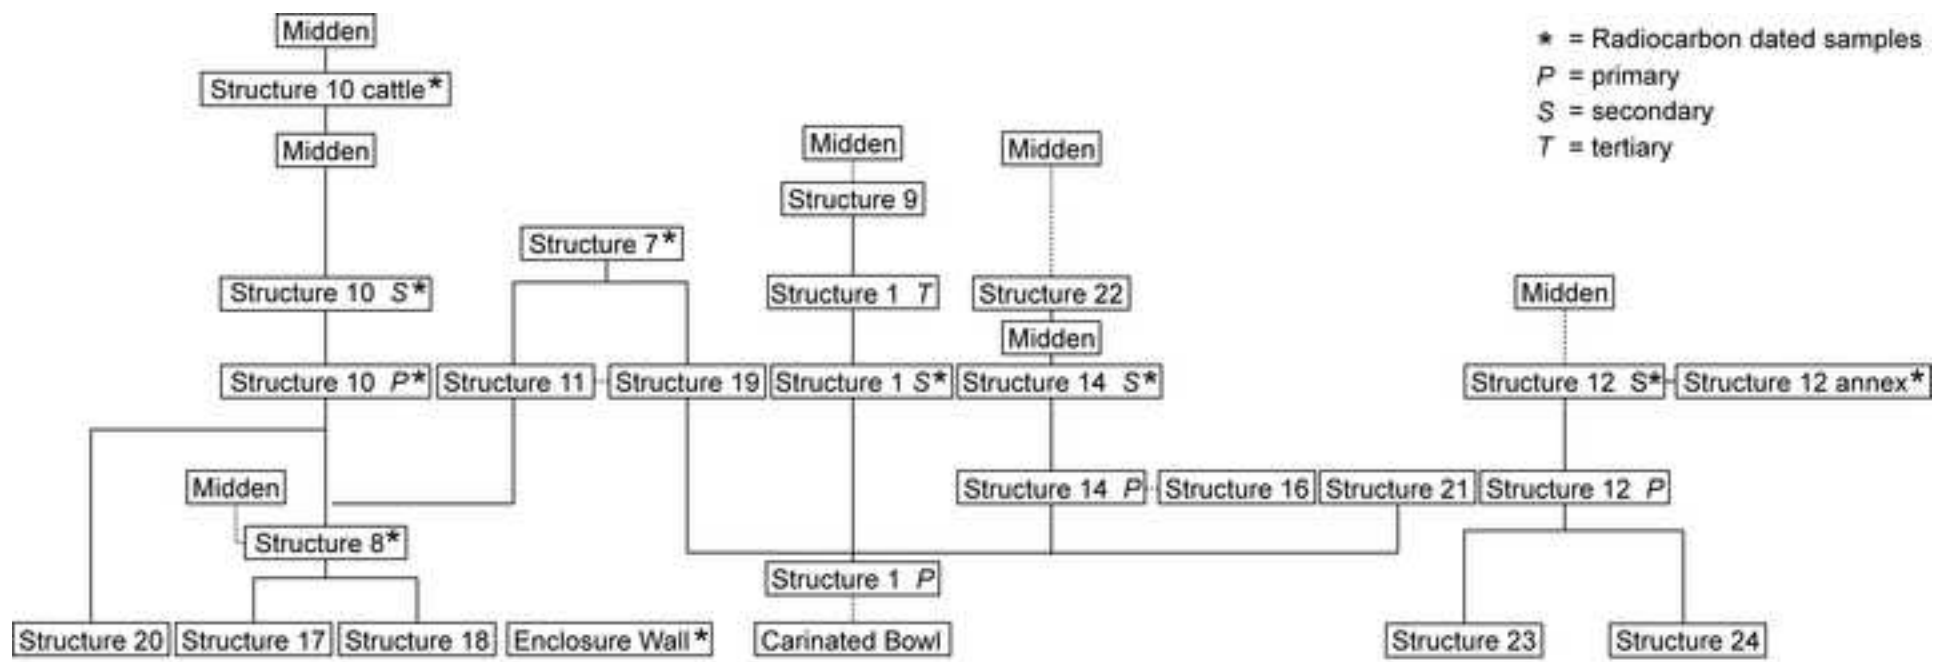 Midden
* = Radiocarbon dated samples
Structure 10 cattle*
P = primary
S = secondary
Midden
Midden
Midden
T = tertiary
Structure 9
Structure 7*
Structure 10 S*
Structure 1 T
Structure 22
Midden
Midden
Structure 10 P*
Structure 11
Structure 19
Structure 1 S*
Structure 14 S*
Structure 12 S*
Structure 12 annex*
Midden
Structure 14 P
Structure 16
Structure 21
Structure 12 P
Structure 8*
Structure 1 P
Structure 20
Structure 17
Structure 18
Enclosure Wall*
Carinated Bowl
Structure 23
Structure 24